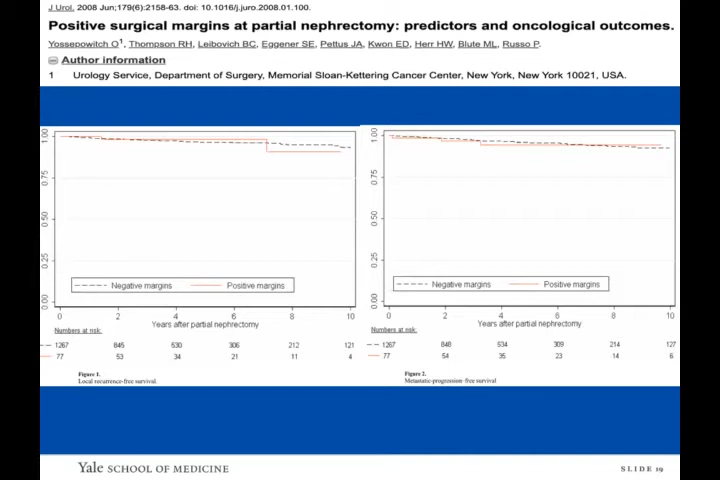 J Urol. 2008 Jun;179(6):2158-63. doi: 10.1016/j.juro.2008.01.100.
Positive surgical margins at partial nephrectomy: predictors and oncological outcomes.
Yossepowitch O1, Thompson RH, Leibovich BC, Eggener SE, Pettus JA, Kwon ED, Herr HW, Blute ML, Russo P.
Author information
1 Urology Service, Department of Surgery, Memorial Sloan-Kettering Cancer Center, New York, New York 10021, USA.
1.00
0.75
0.50
0.25
0.00
Negative margins Positive margins
0 2 4 6 8 10
Years after partial nephrectomy
Numbers at risk:
1267 845 530 306 212 121
77 53 34 21 11 4
Figure 1.
Local recurrence-free survival.
1.00
0.75
0.50
0.25
0.00
Negative margins Positive margins
0 2 4 6 8 10
Years after partial nephrectomy
Numbers at risk:
1267 848 534 309 214 127
77 54 35 23 14 6
Figure 2.
Metastatic-progression–free survival
Yale SCHOOL OF MEDICINE
SLIDE 19